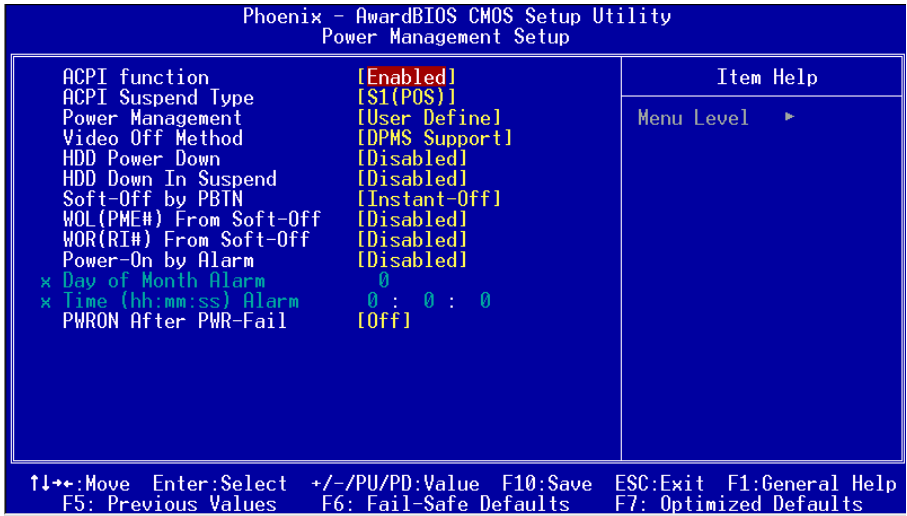 Phoenix - AwardBIOS CMOS Setup Utility
Power Management Setup
ACPI function [Enabled]
ACPI Suspend Type [S1(POS)]
Power Management [User Define]
Video Off Method [DPMS Support]
HDD Power Down [Disabled]
HDD Down In Suspend [Disabled]
Soft-Off by PBTN [Instant-Off]
WOL(PME#) From Soft-Off [Disabled]
WOR(RI#) From Soft-Off [Disabled]
Power-On by Alarm [Disabled]
x Day of Month Alarm 0
x Time (hh:mm:ss) Alarm 0 : 0 : 0
PWRON After PWR-Fail [Off]
Item Help
Menu Level ►
↑↓→←:Move Enter:Select +/-/PU/PD:Value F10:Save ESC:Exit F1:General Help
F5: Previous Values F6: Fail-Safe Defaults F7: Optimized Defaults